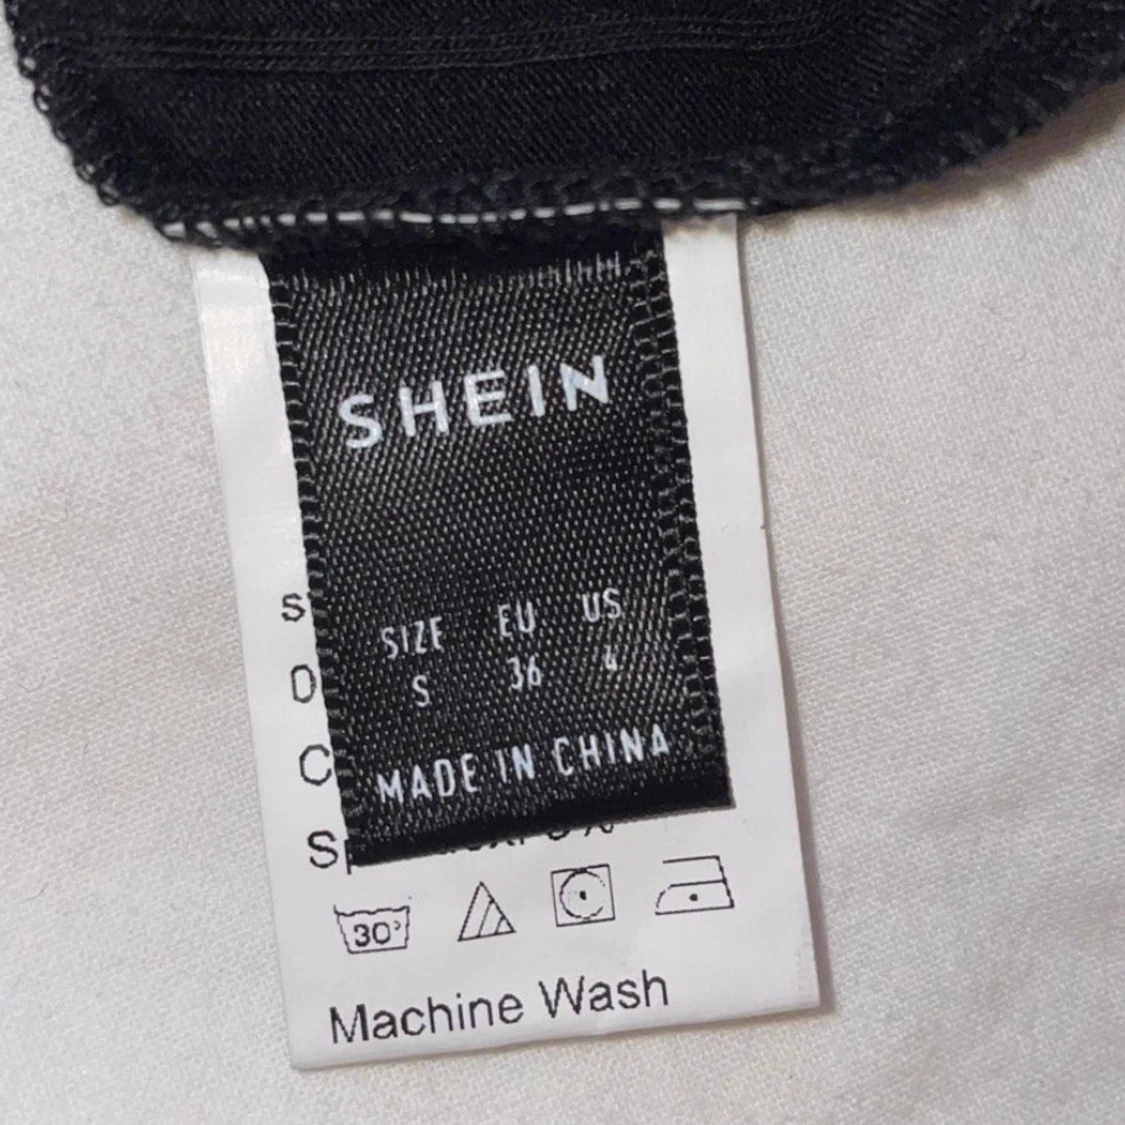 SHEIN
SIZE EU US
S 36 4
MADE IN CHINA
30°
Machine Wash